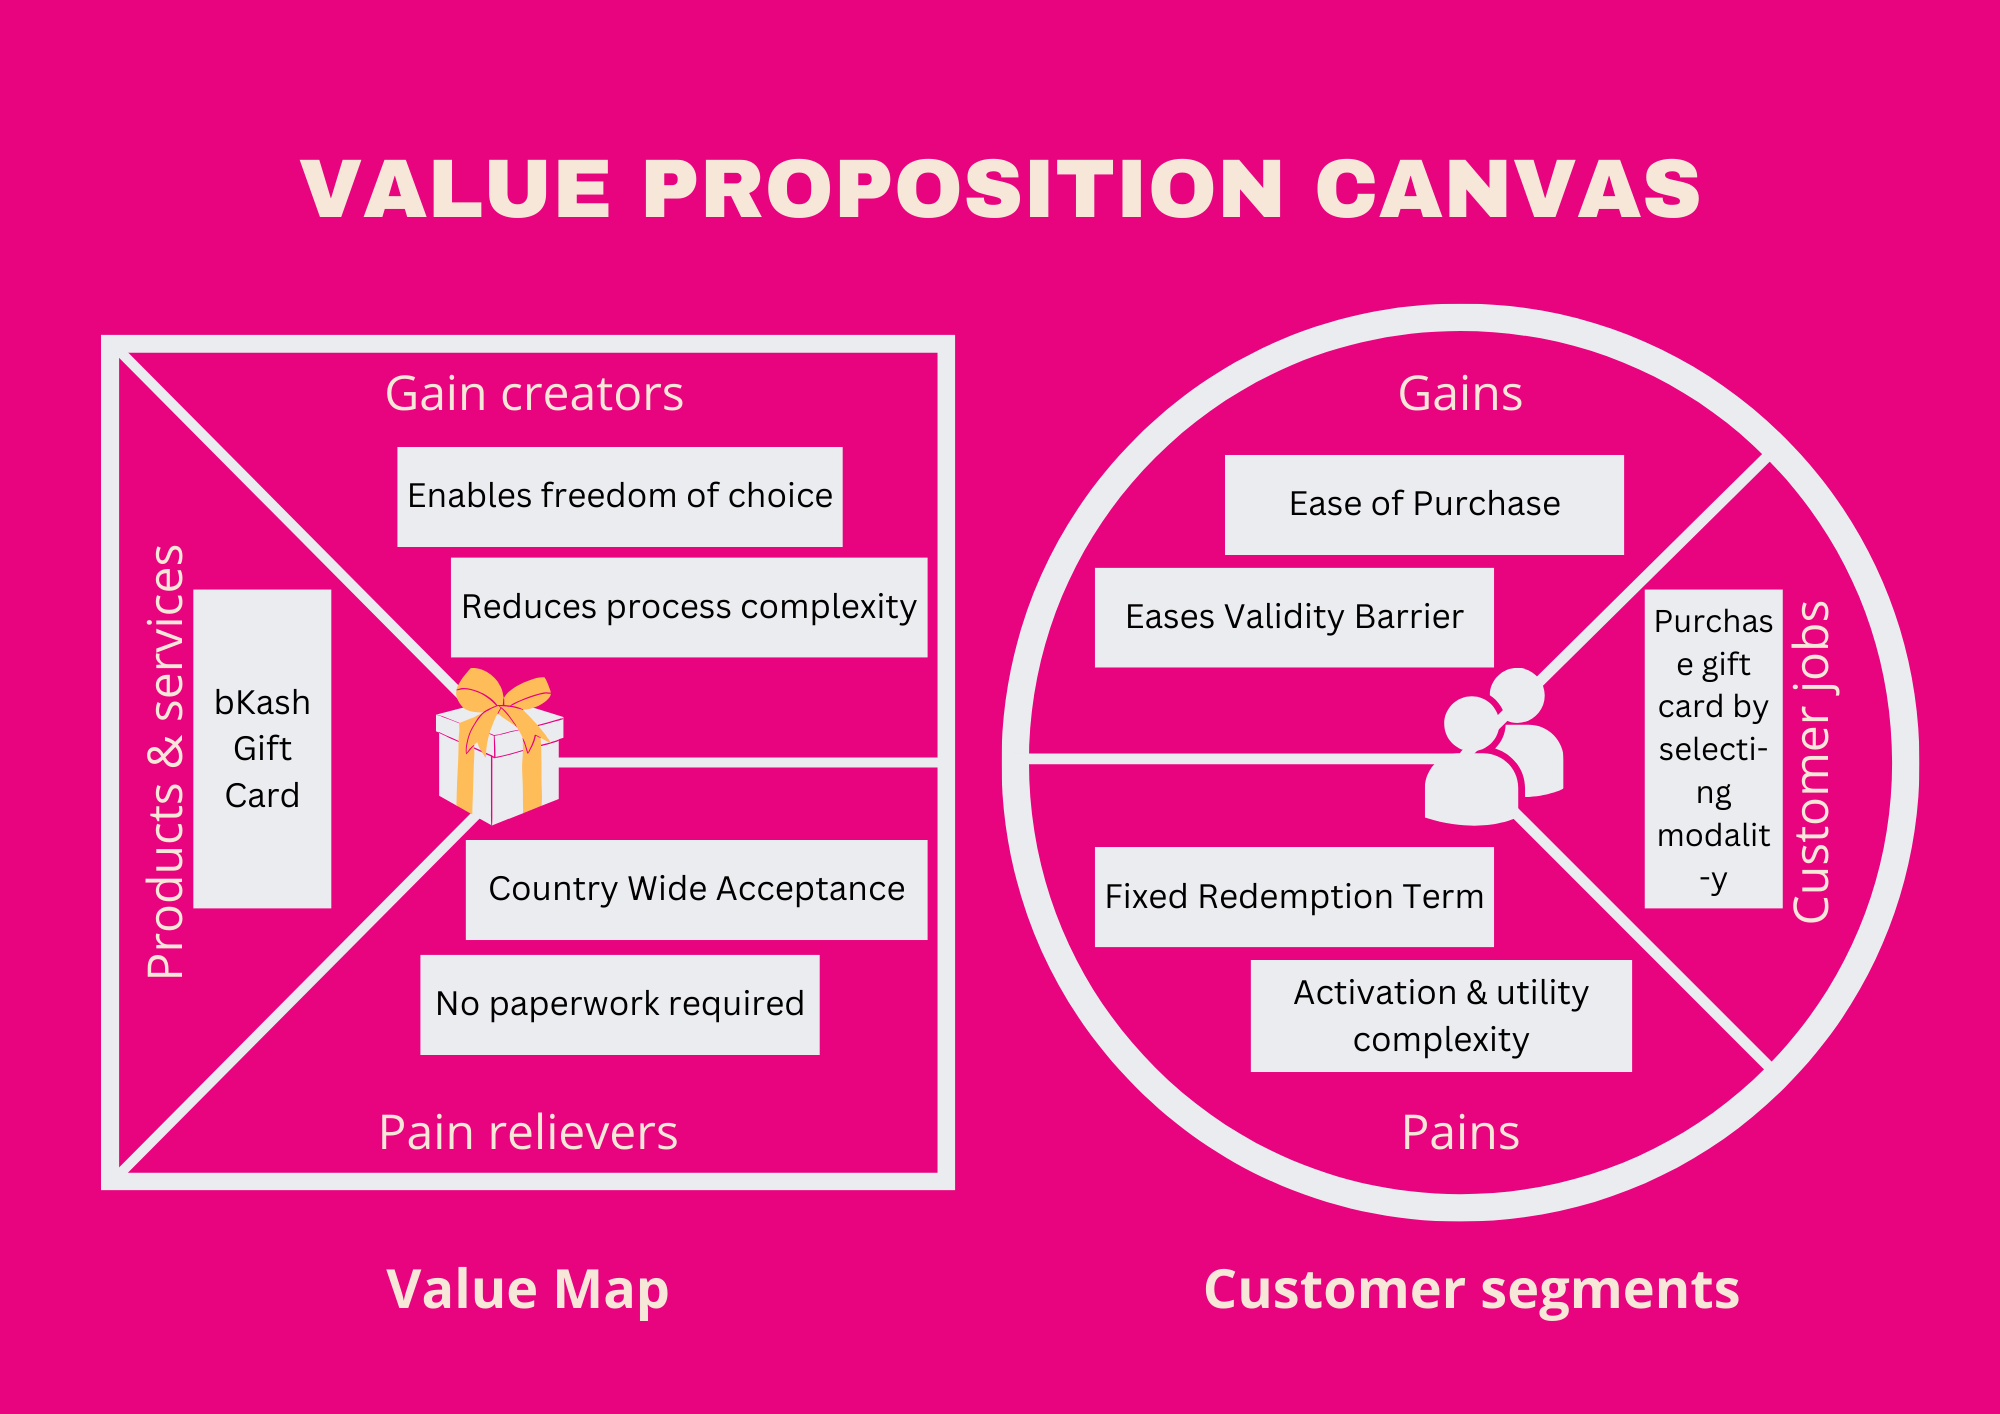 VALUE PROPOSITION CANVAS
Gain creators
Enables freedom of choice
Reduces process complexity
Products & services
bKash
Gift
Card
Country Wide Acceptance
No paperwork required
Pain relievers
Value Map
Gains
Ease of Purchase
Eases Validity Barrier
Purchas
e gift
card by
selecti-
ng
modalit
-y
Customer jobs
Fixed Redemption Term
Activation & utility
complexity
Pains
Customer segments